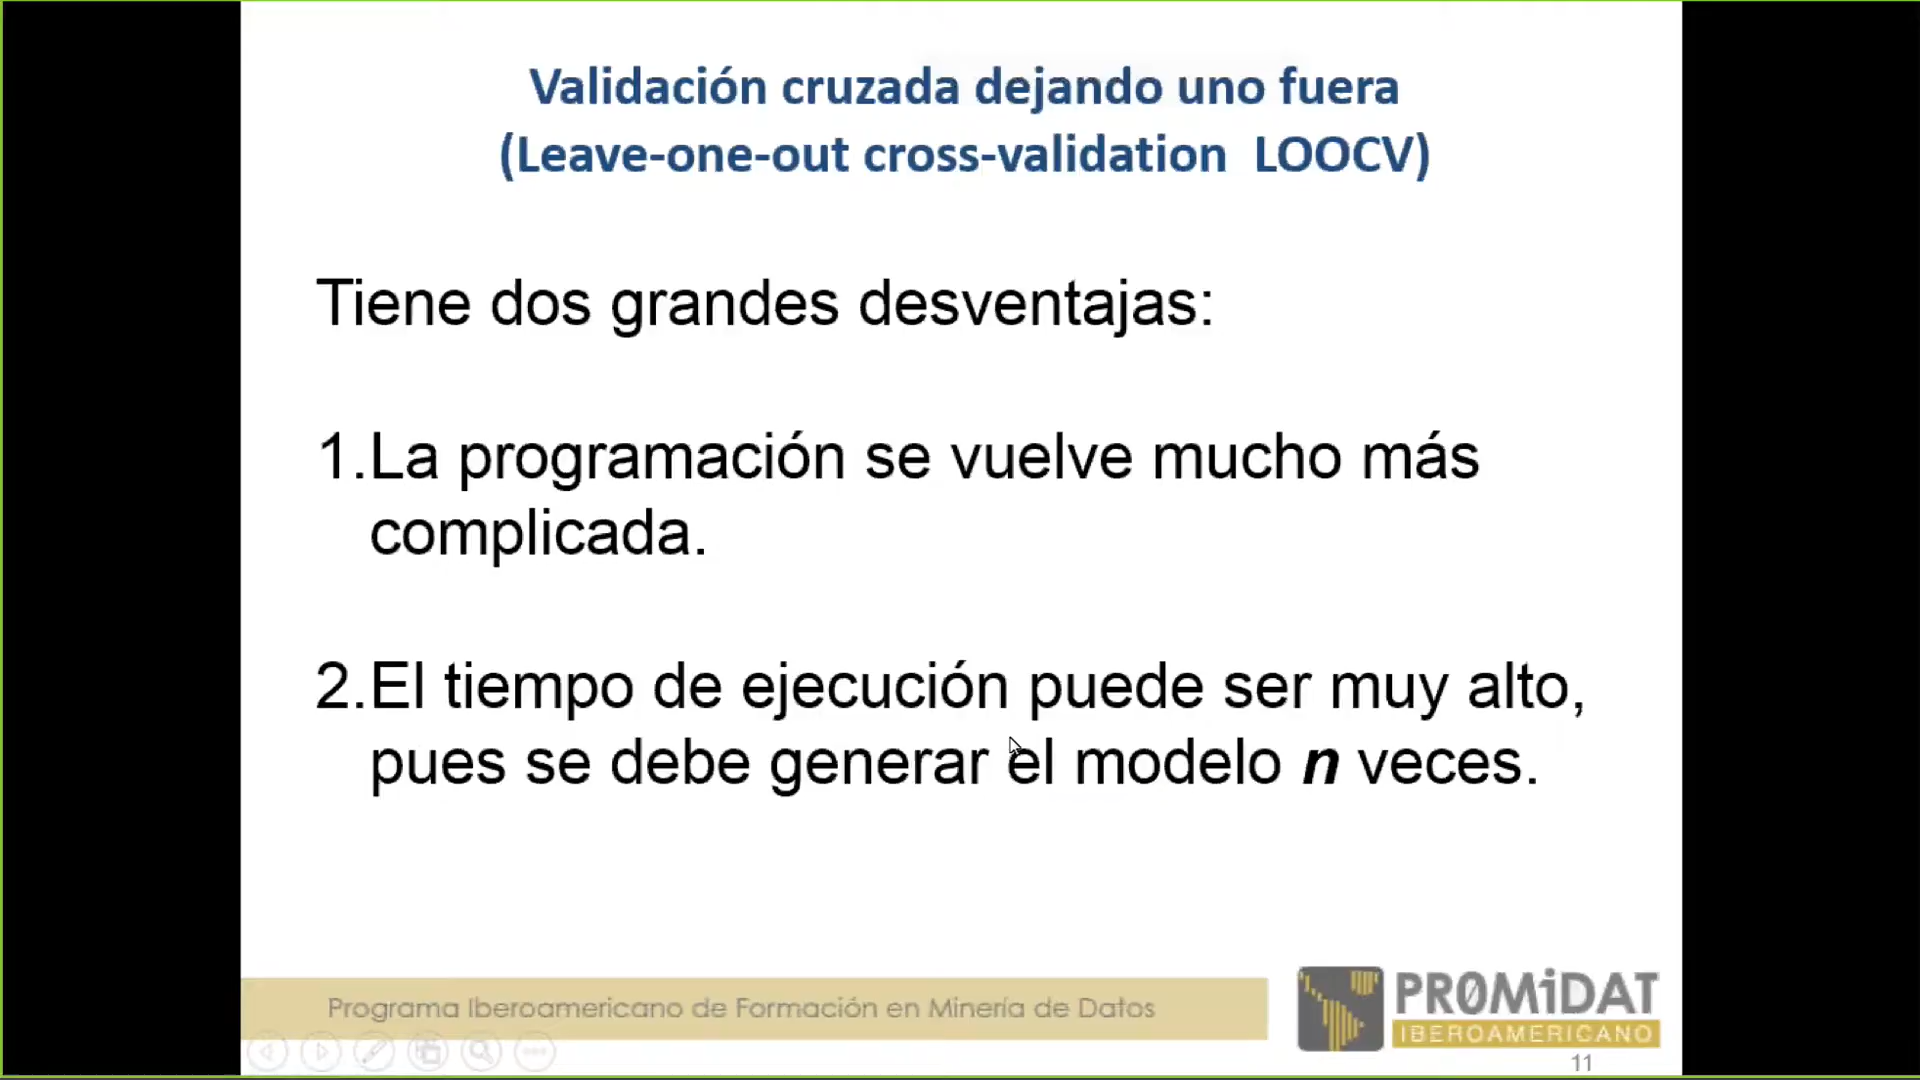 Validación cruzada dejando uno fuera
(Leave-one-out cross-validation LOOCV)
Tiene dos grandes desventajas:
1.La programación se vuelve mucho más
complicada.
2.El tiempo de ejecución puede ser muy alto,
pues se debe generar el modelo n veces.
Programa Iberoamericano de Formación en Minería de Datos
PR0MiDAT
IBEROAMERICANO
11